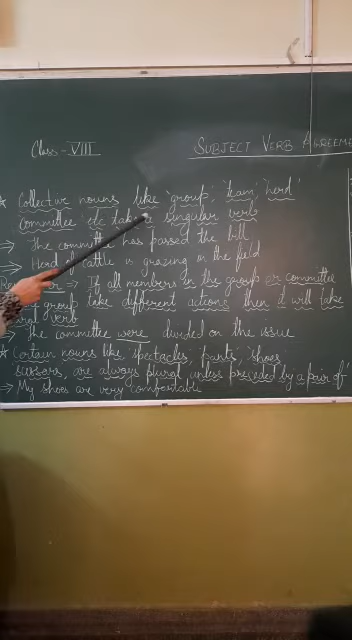 Class - VIII
SUBJECT VERB AGREEME
* Collective nouns like 'group', 'team' 'herd'
committee etc take singular verb
→ The committee has passed the bill
→ Herd of cattle is grazing in the field
→ If all members in the group or committee
group take different actions then it will take
verb
→ The committee were divided on the issue
* Certain nouns like 'spectacles, 'pants', 'shoes
scissors, are always plural unless preceded by a pair of'
→ My shoes are very comfortable